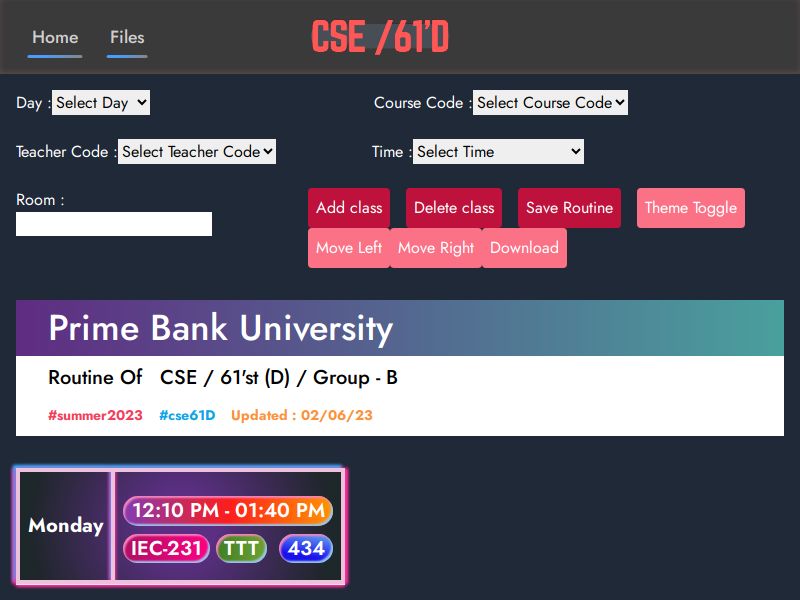 Home Files CSE /61'D
Day : Select Day Course Code : Select Course Code
Teacher Code : Select Teacher Code Time : Select Time
Room :
Add class Delete class Save Routine Theme Toggle
Move Left Move Right Download
Prime Bank University
Routine Of CSE / 61'st (D) / Group - B
#summer2023 #cse61D Updated : 02/06/23
12:10 PM - 01:40 PM
Monday
IEC-231 TTT 434